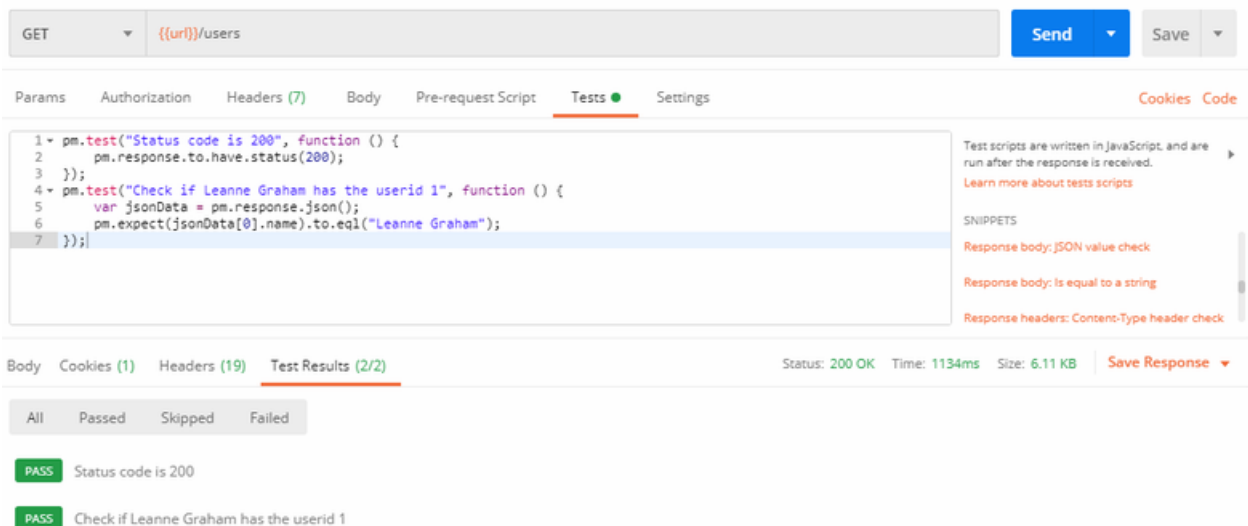 GET {{url}}/users Send Save
Params Authorization Headers (7) Body Pre-request Script Tests Settings Cookies Code
1 pm.test("Status code is 200", function () {
2 pm.response.to.have.status(200);
3 });
4 pm.test("Check if Leanne Graham has the userid 1", function () {
5 var jsonData = pm.response.json();
6 pm.expect(jsonData[0].name).to.eql("Leanne Graham");
7 });
Test scripts are written in JavaScript, and are
run after the response is received.
Learn more about tests scripts
SNIPPETS
Response body: JSON value check
Response body: Is equal to a string
Response headers: Content-Type header check
Body Cookies (1) Headers (19) Test Results (2/2) Status: 200 OK Time: 1134ms Size: 6.11 KB Save Response
All Passed Skipped Failed
PASS Status code is 200
PASS Check if Leanne Graham has the userid 1